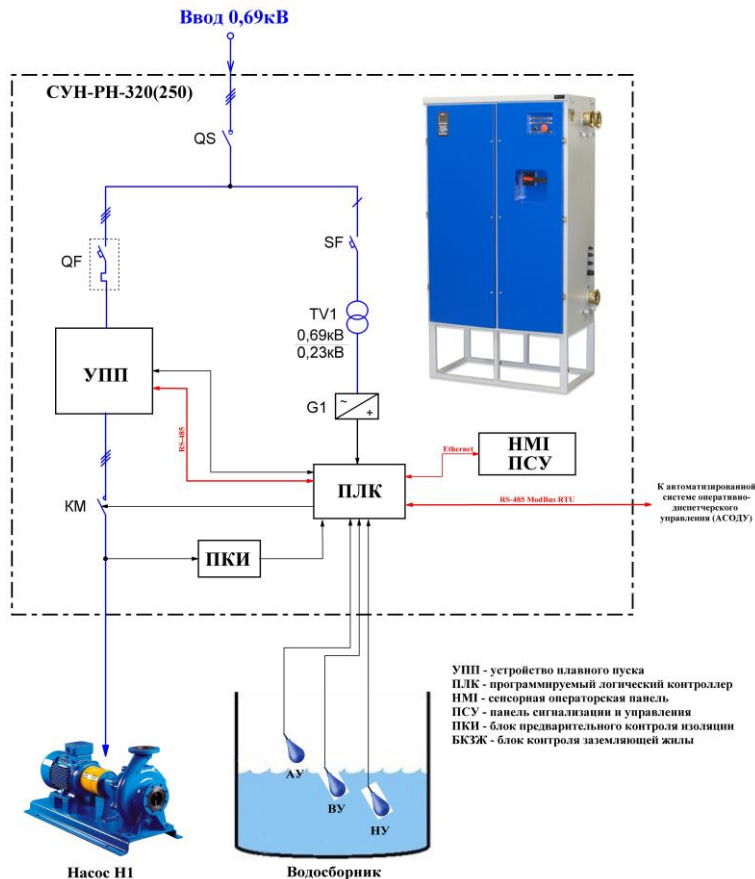 Ввод 0,69кВ
СУН-РН-320(250)
QS
QF
SF
TV1
0,69кВ
0,23кВ
УПП
G1
~
+
RS-485
Ethernet
HMI
ПСУ
ПЛК
RS-485 ModBus RTU
К автоматизированной
системе оперативно-
диспетчерского
управления (АСОДУ)
КМ
ПКИ
УПП - устройство плавного пуска
ПЛК - программируемый логический контроллер
HMI - сенсорная операторская панель
ПСУ - панель сигнализации и управления
ПКИ - блок предварительного контроля изоляции
БКЗЖ - блок контроля заземляющей жилы
АУ
ВУ
НУ
Насос Н1
Водосборник